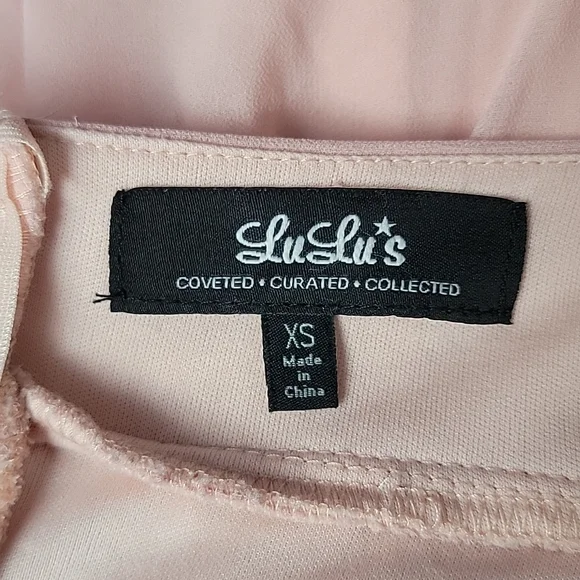 LuLu's
COVETED • CURATED • COLLECTED
XS
Made
in
China